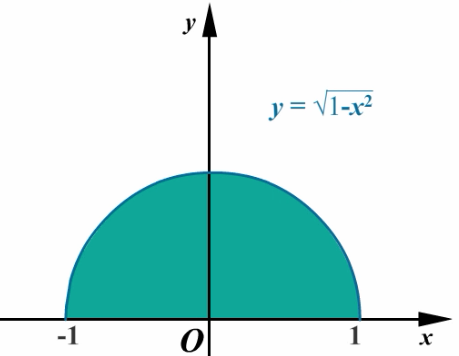 y
y = √1-x²
-1 O 1 x